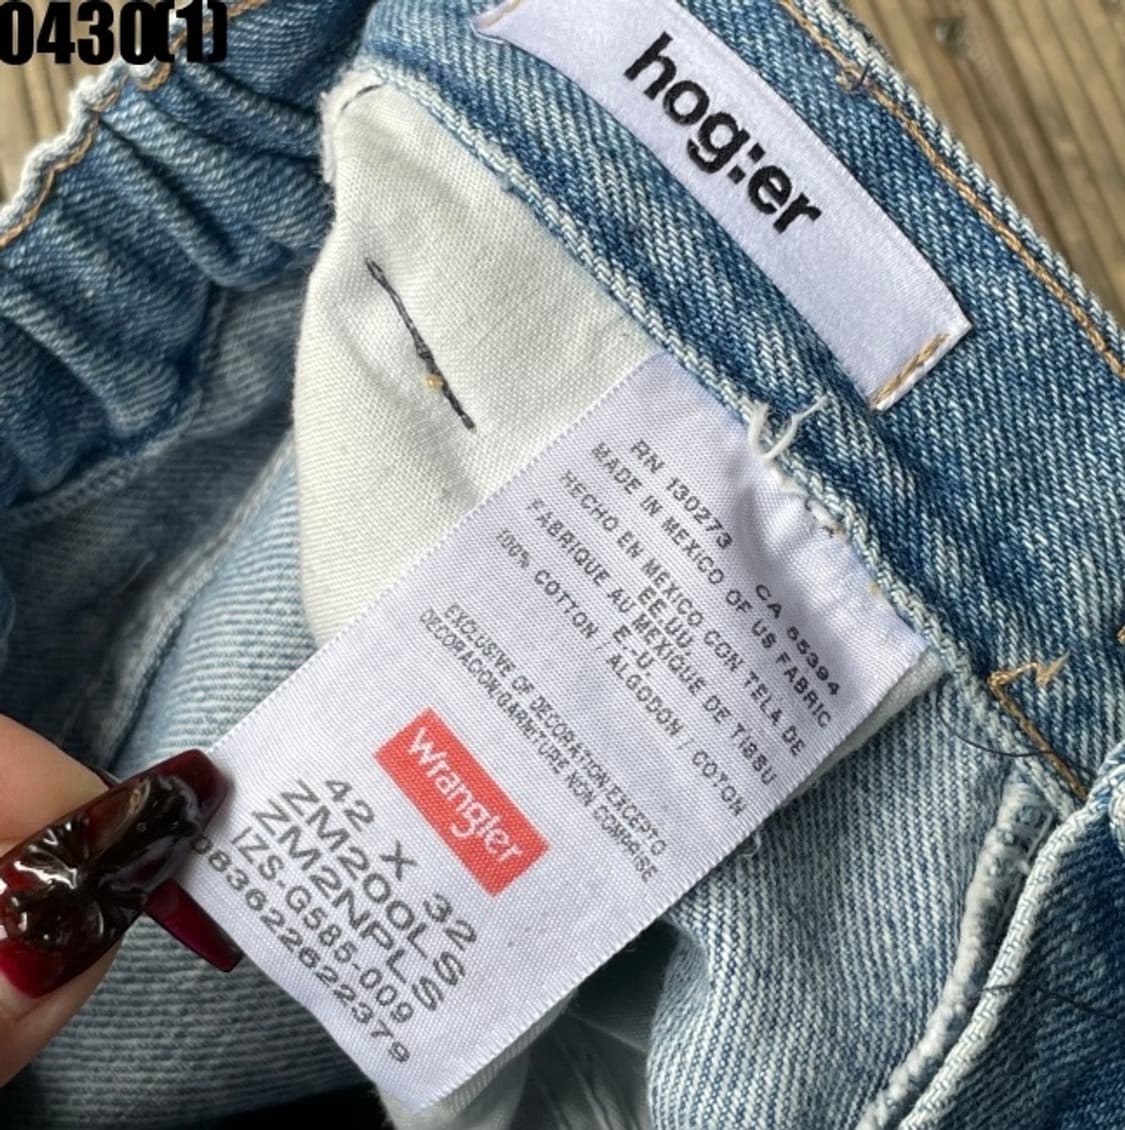 0430(1)
hog:er
RN 130273 CA 55394
MADE IN MEXICO OF US FABRIC
HECHO EN MEXICO CON TELA DE
EE.UU.
FABRIQUE AU MEXIQUE DE TISSU
E.-U.
100% COTTON / ALGODON / COTON
EXCLUSIVE OF DECORATION/EXCEPTO
DECORACION/GARNITURE NON COMPRISE
Wrangler
42 X 32
ZM200LS
ZM2NPLS
IZS-G585-009